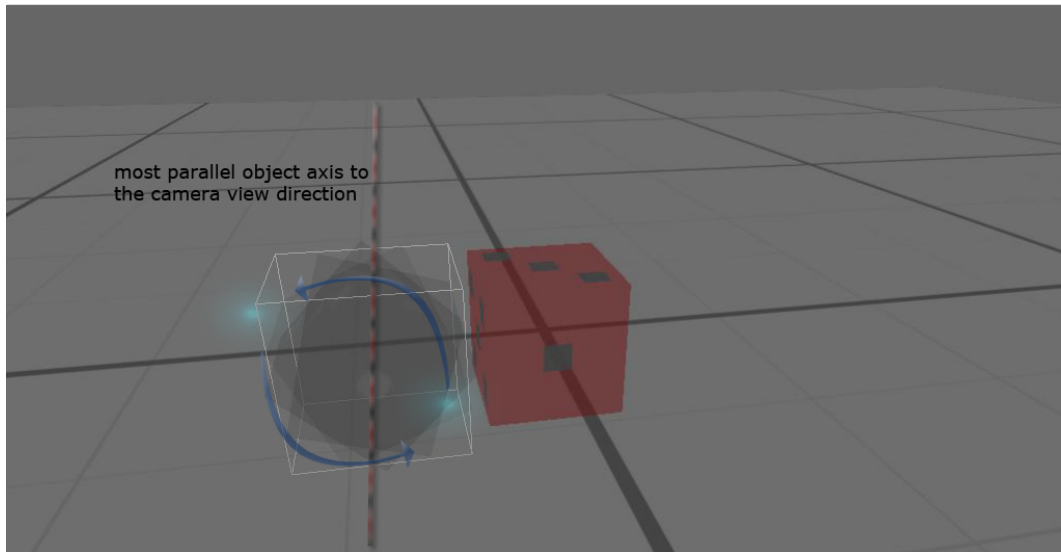 most parallel object axis to
the camera view direction